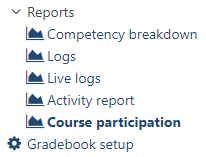 Reports
Competency breakdown
Logs
Live logs
Activity report
Course participation
Gradebook setup